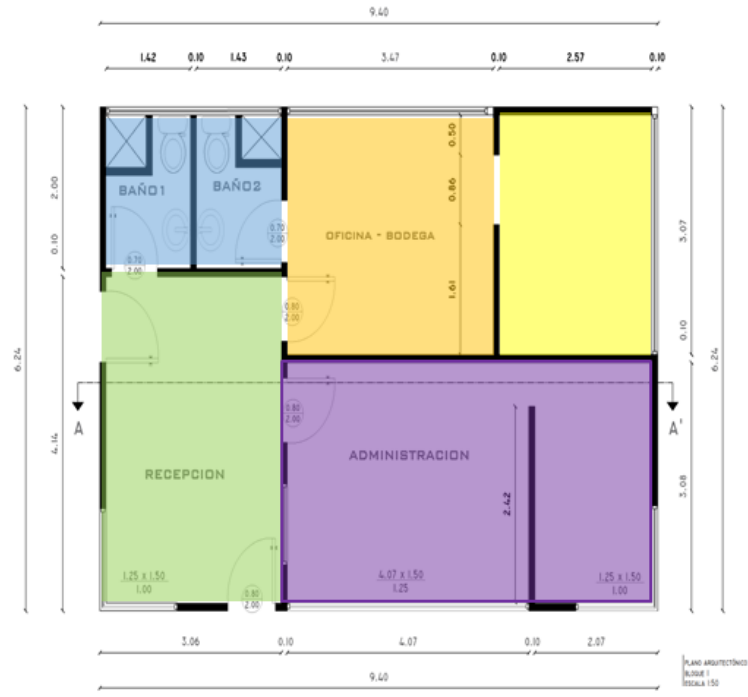 9.40
1.42 0.10 1.43 0.10 3.47 0.10 2.57 0.10
0.50
2.00
BAÑO1
BAÑO2
0.86
0.70
2.00
OFICINA - BODEGA
3.07
0.10
0.70
2.00
1.61
0.80
2.00
0.10
6.24
6.24
A
A'
0.80
2.00
4.14
RECEPCION
ADMINISTRACION
2.42
3.08
1.25 X 1.50
1.00
4.07 X 1.50
1.25
1.25 X 1.50
1.00
0.80
2.00
3.06 0.10 4.07 0.10 2.07
9.40
PLANO ARQUITECTÓNICO
BLOQUE 1
ESCALA 1:50